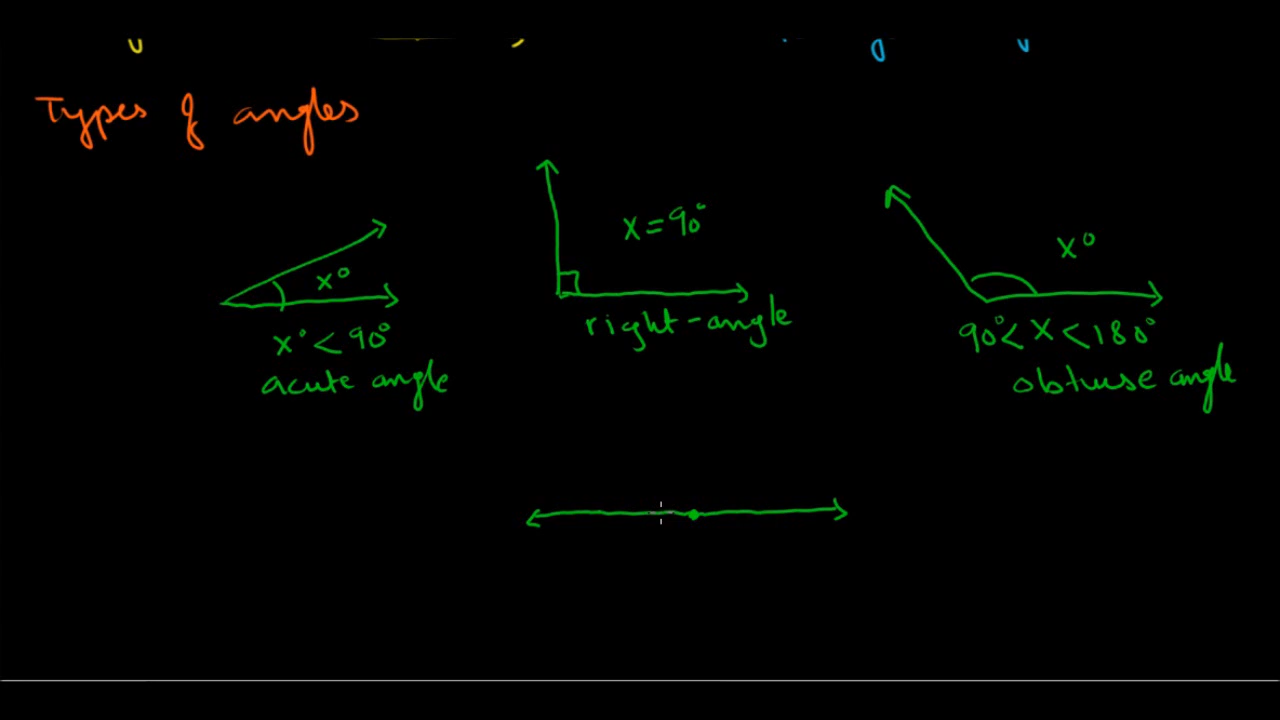 Types of angles
x°
x° < 90°
acute angle
x = 90°
right-angle
x°
90° < x < 180°
obtuse angle